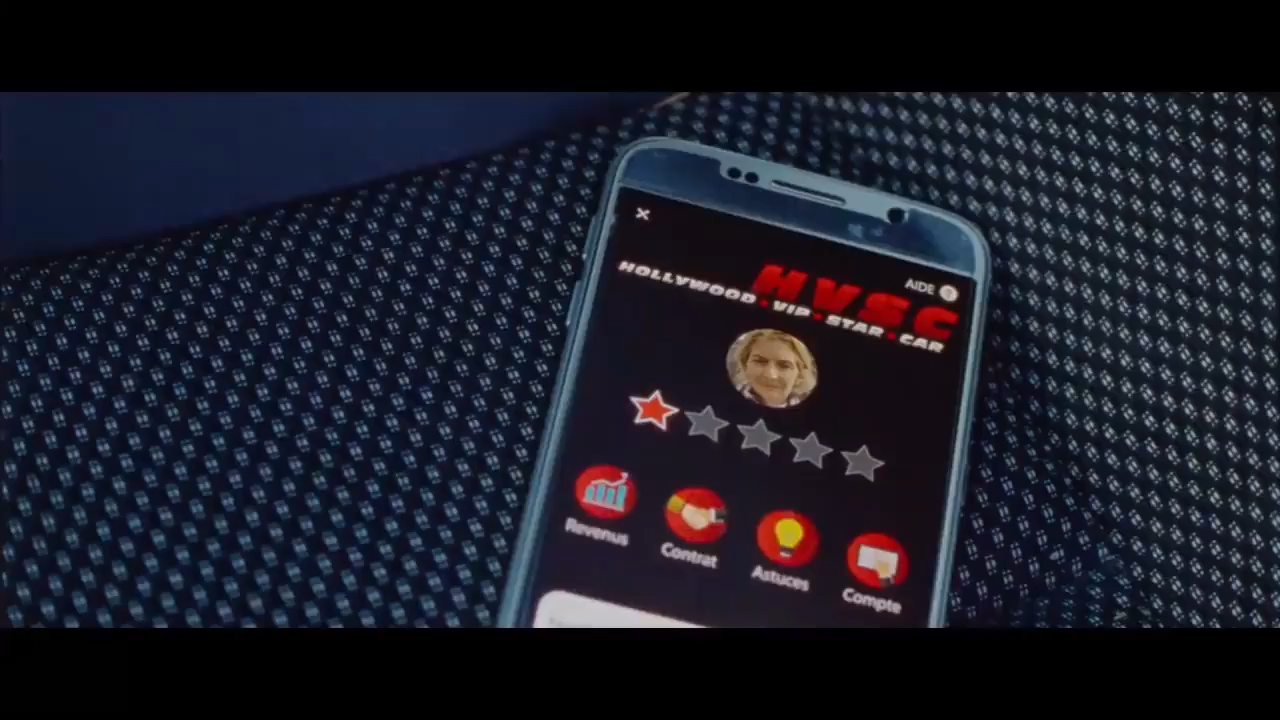 AIDE ?
HVSC
HOLLYWOOD • VIP • STAR • CAR
Revenus
Contrat
Astuces
Compte